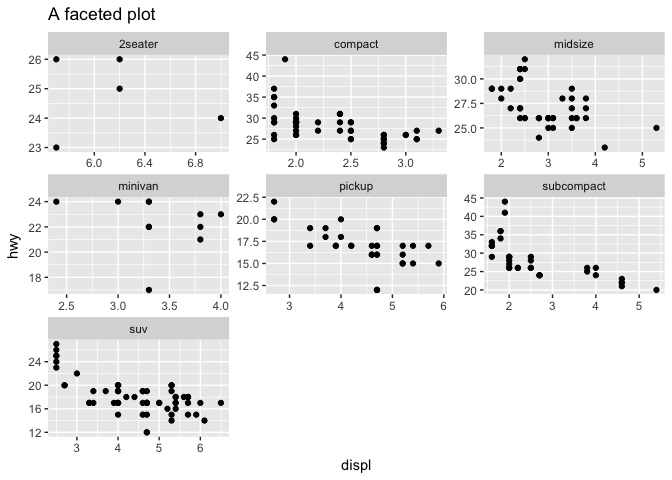 A faceted plot
2seater compact midsize
26
25
24
23
6.0 6.4 6.8
45
40
35
30
25
2.0 2.5 3.0
30.0
27.5
25.0
2 3 4 5
minivan pickup subcompact
24
22
20
18
2.5 3.0 3.5 4.0
22.5
20.0
17.5
15.0
12.5
3 4 5 6
45
40
35
30
25
20
2 3 4 5
hwy
suv
24
20
16
12
3 4 5 6
displ